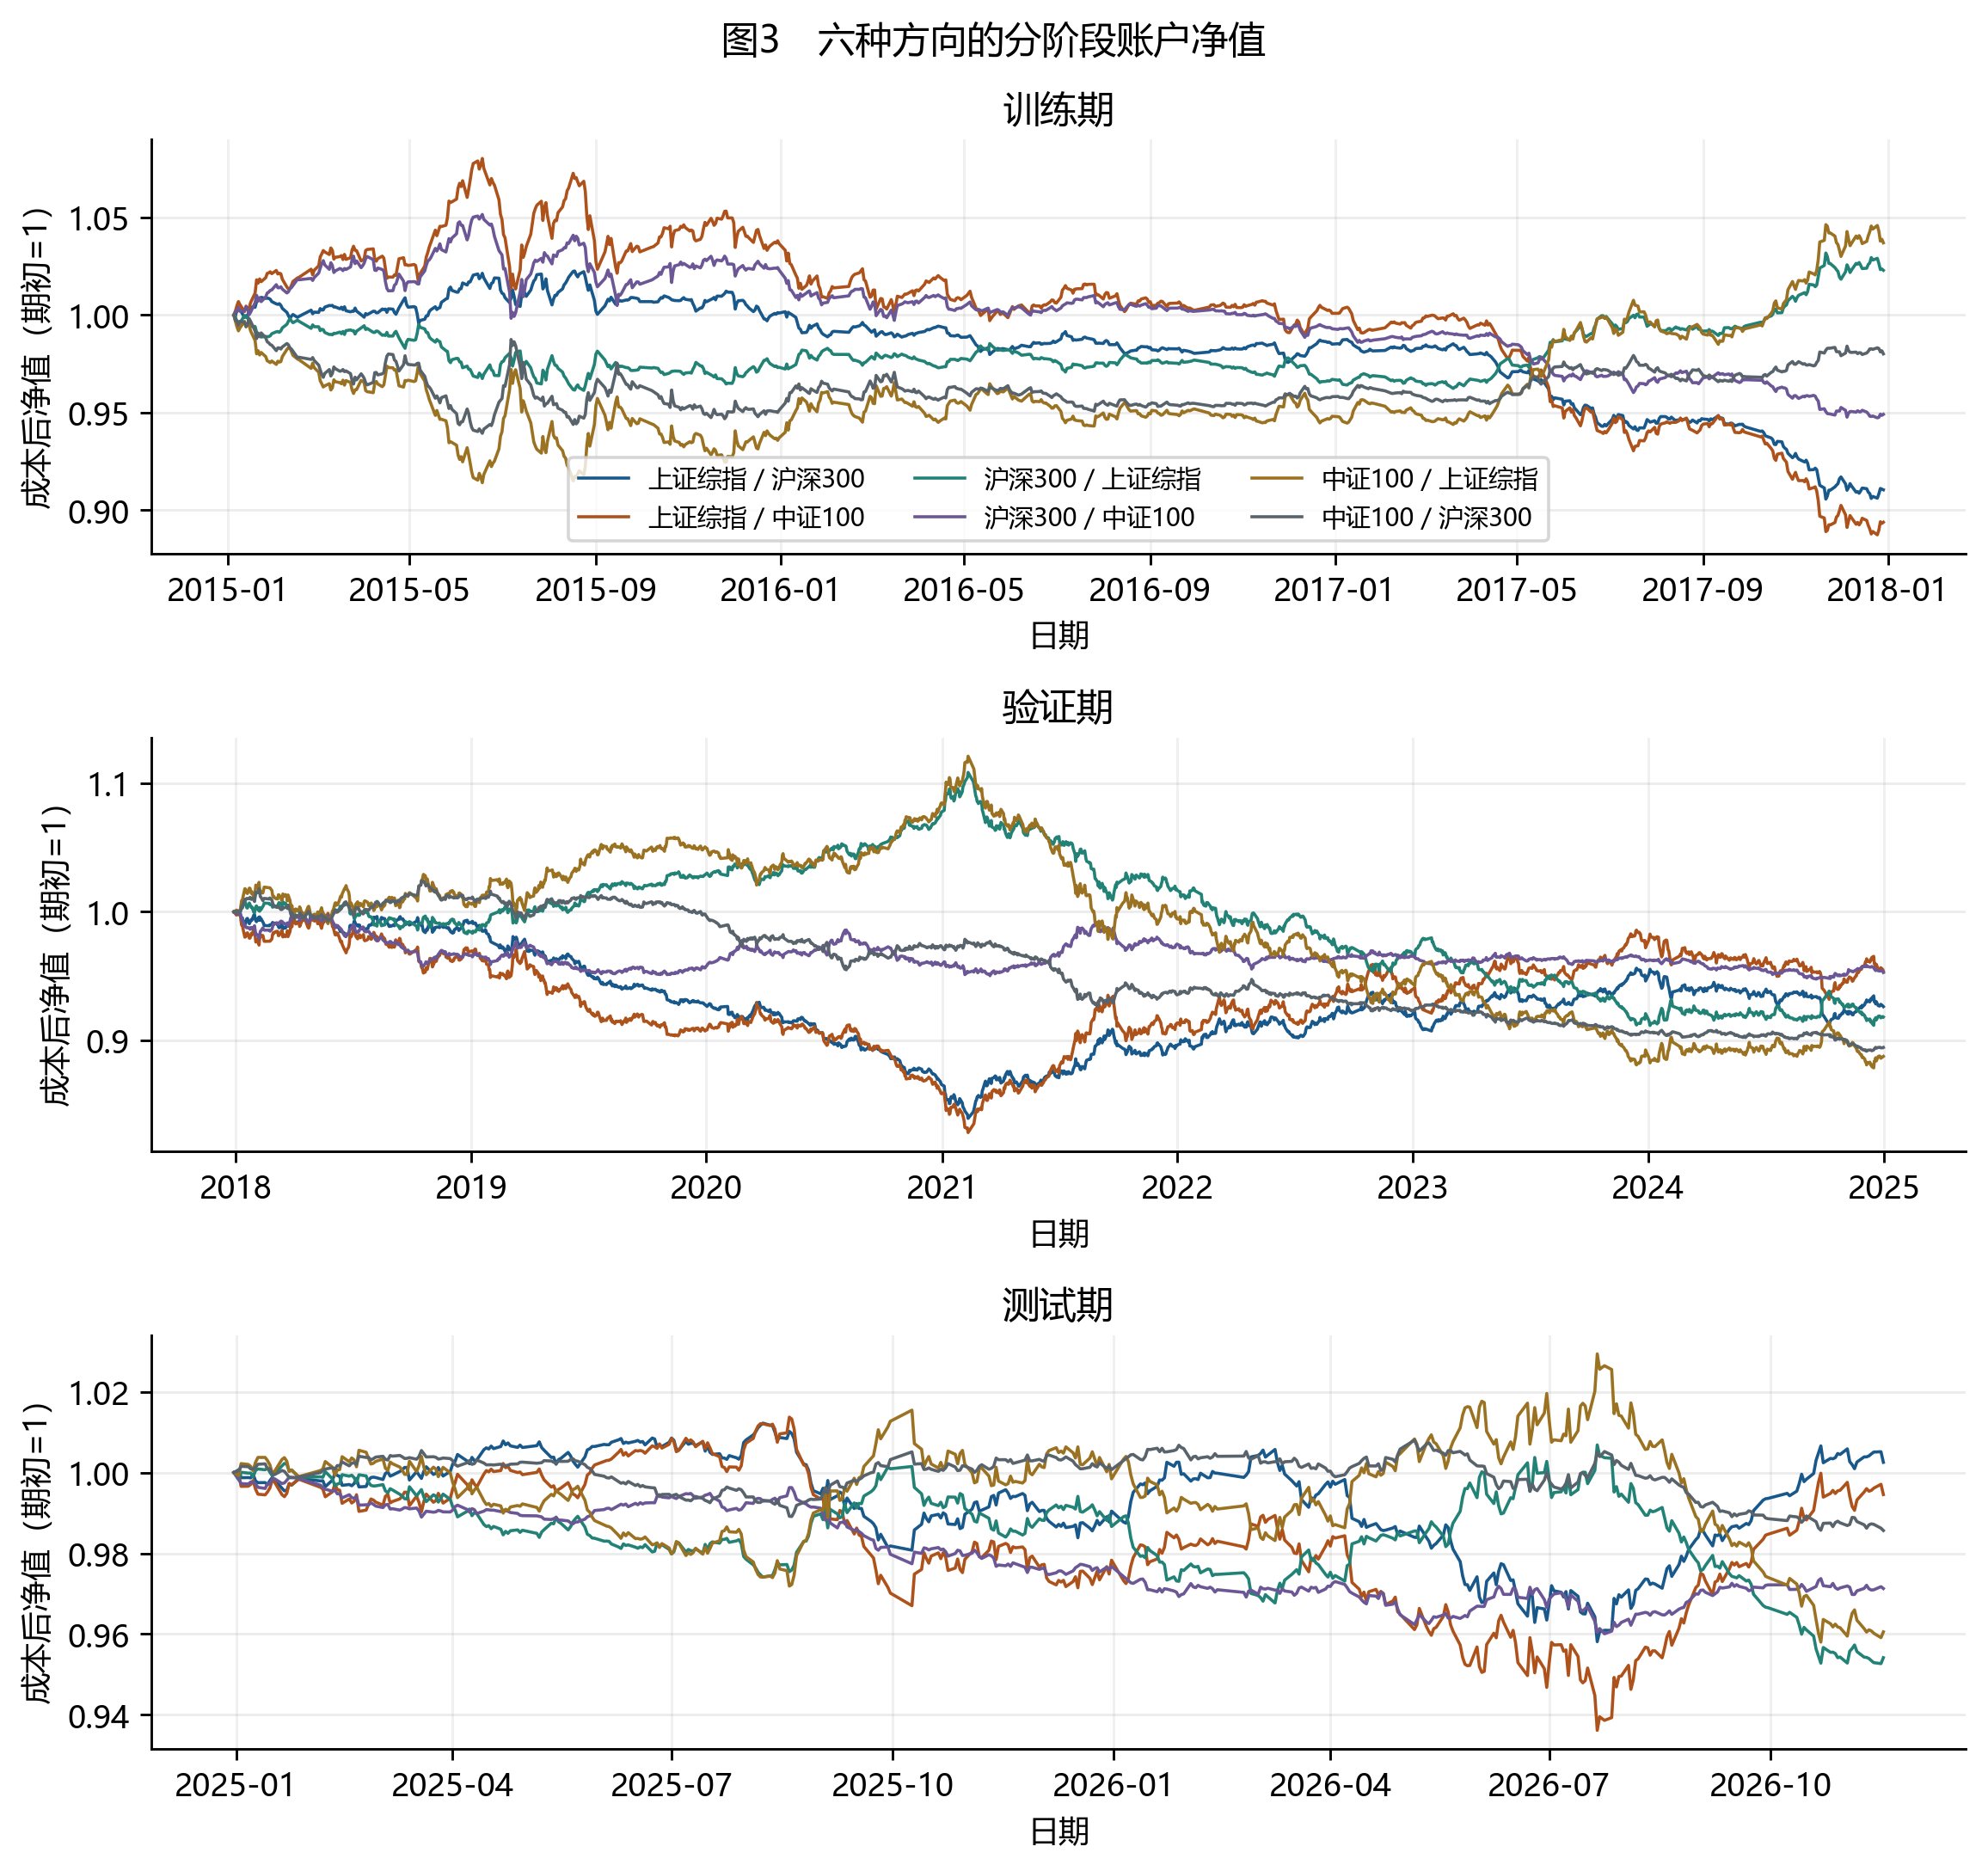 图3 六种方向的分阶段账户净值
训练期
成本后净值（期初=1）
1.05
1.00
0.95
0.90
上证综指 / 沪深300
沪深300 / 上证综指
中证100 / 上证综指
上证综指 / 中证100
沪深300 / 中证100
中证100 / 沪深300
2015-01 2015-05 2015-09 2016-01 2016-05 2016-09 2017-01 2017-05 2017-09 2018-01
日期
验证期
成本后净值（期初=1）
1.1
1.0
0.9
2018 2019 2020 2021 2022 2023 2024 2025
日期
测试期
成本后净值（期初=1）
1.02
1.00
0.98
0.96
0.94
2025-01 2025-04 2025-07 2025-10 2026-01 2026-04 2026-07 2026-10
日期